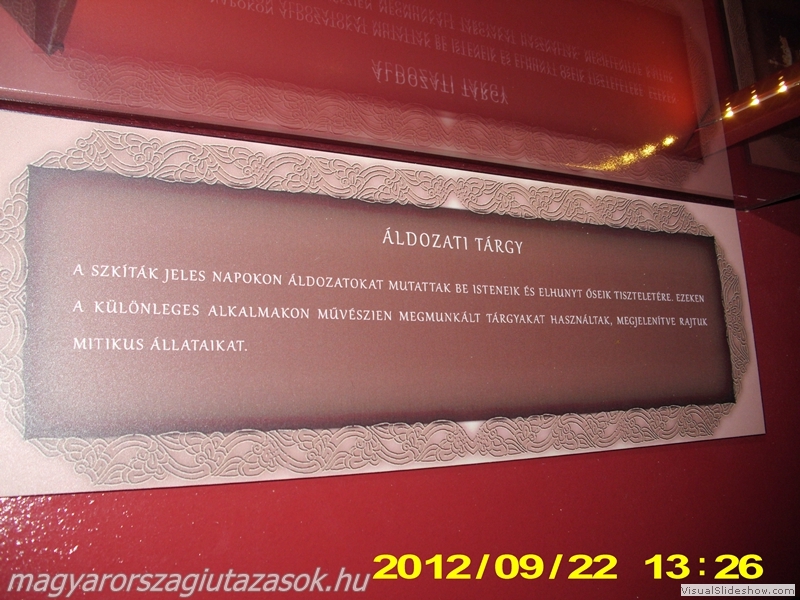 ÁLDOZATI TÁRGY
A SZKÍTÁK JELES NAPOKON ÁLDOZATOKAT MUTATTAK BE ISTENEIK ÉS ELHUNYT ŐSEIK TISZTELETÉRE. EZEKEN
A KÜLÖNLEGES ALKALMAKON MŰVÉSZIEN MEGMUNKÁLT TÁRGYAKAT HASZNÁLTAK, MEGJELENÍTVE RAJTUK
MITIKUS ÁLLATAIKAT.
magyarorszagiutazasok.hu
2012/09/22 13:26
VisualSlideshow.com